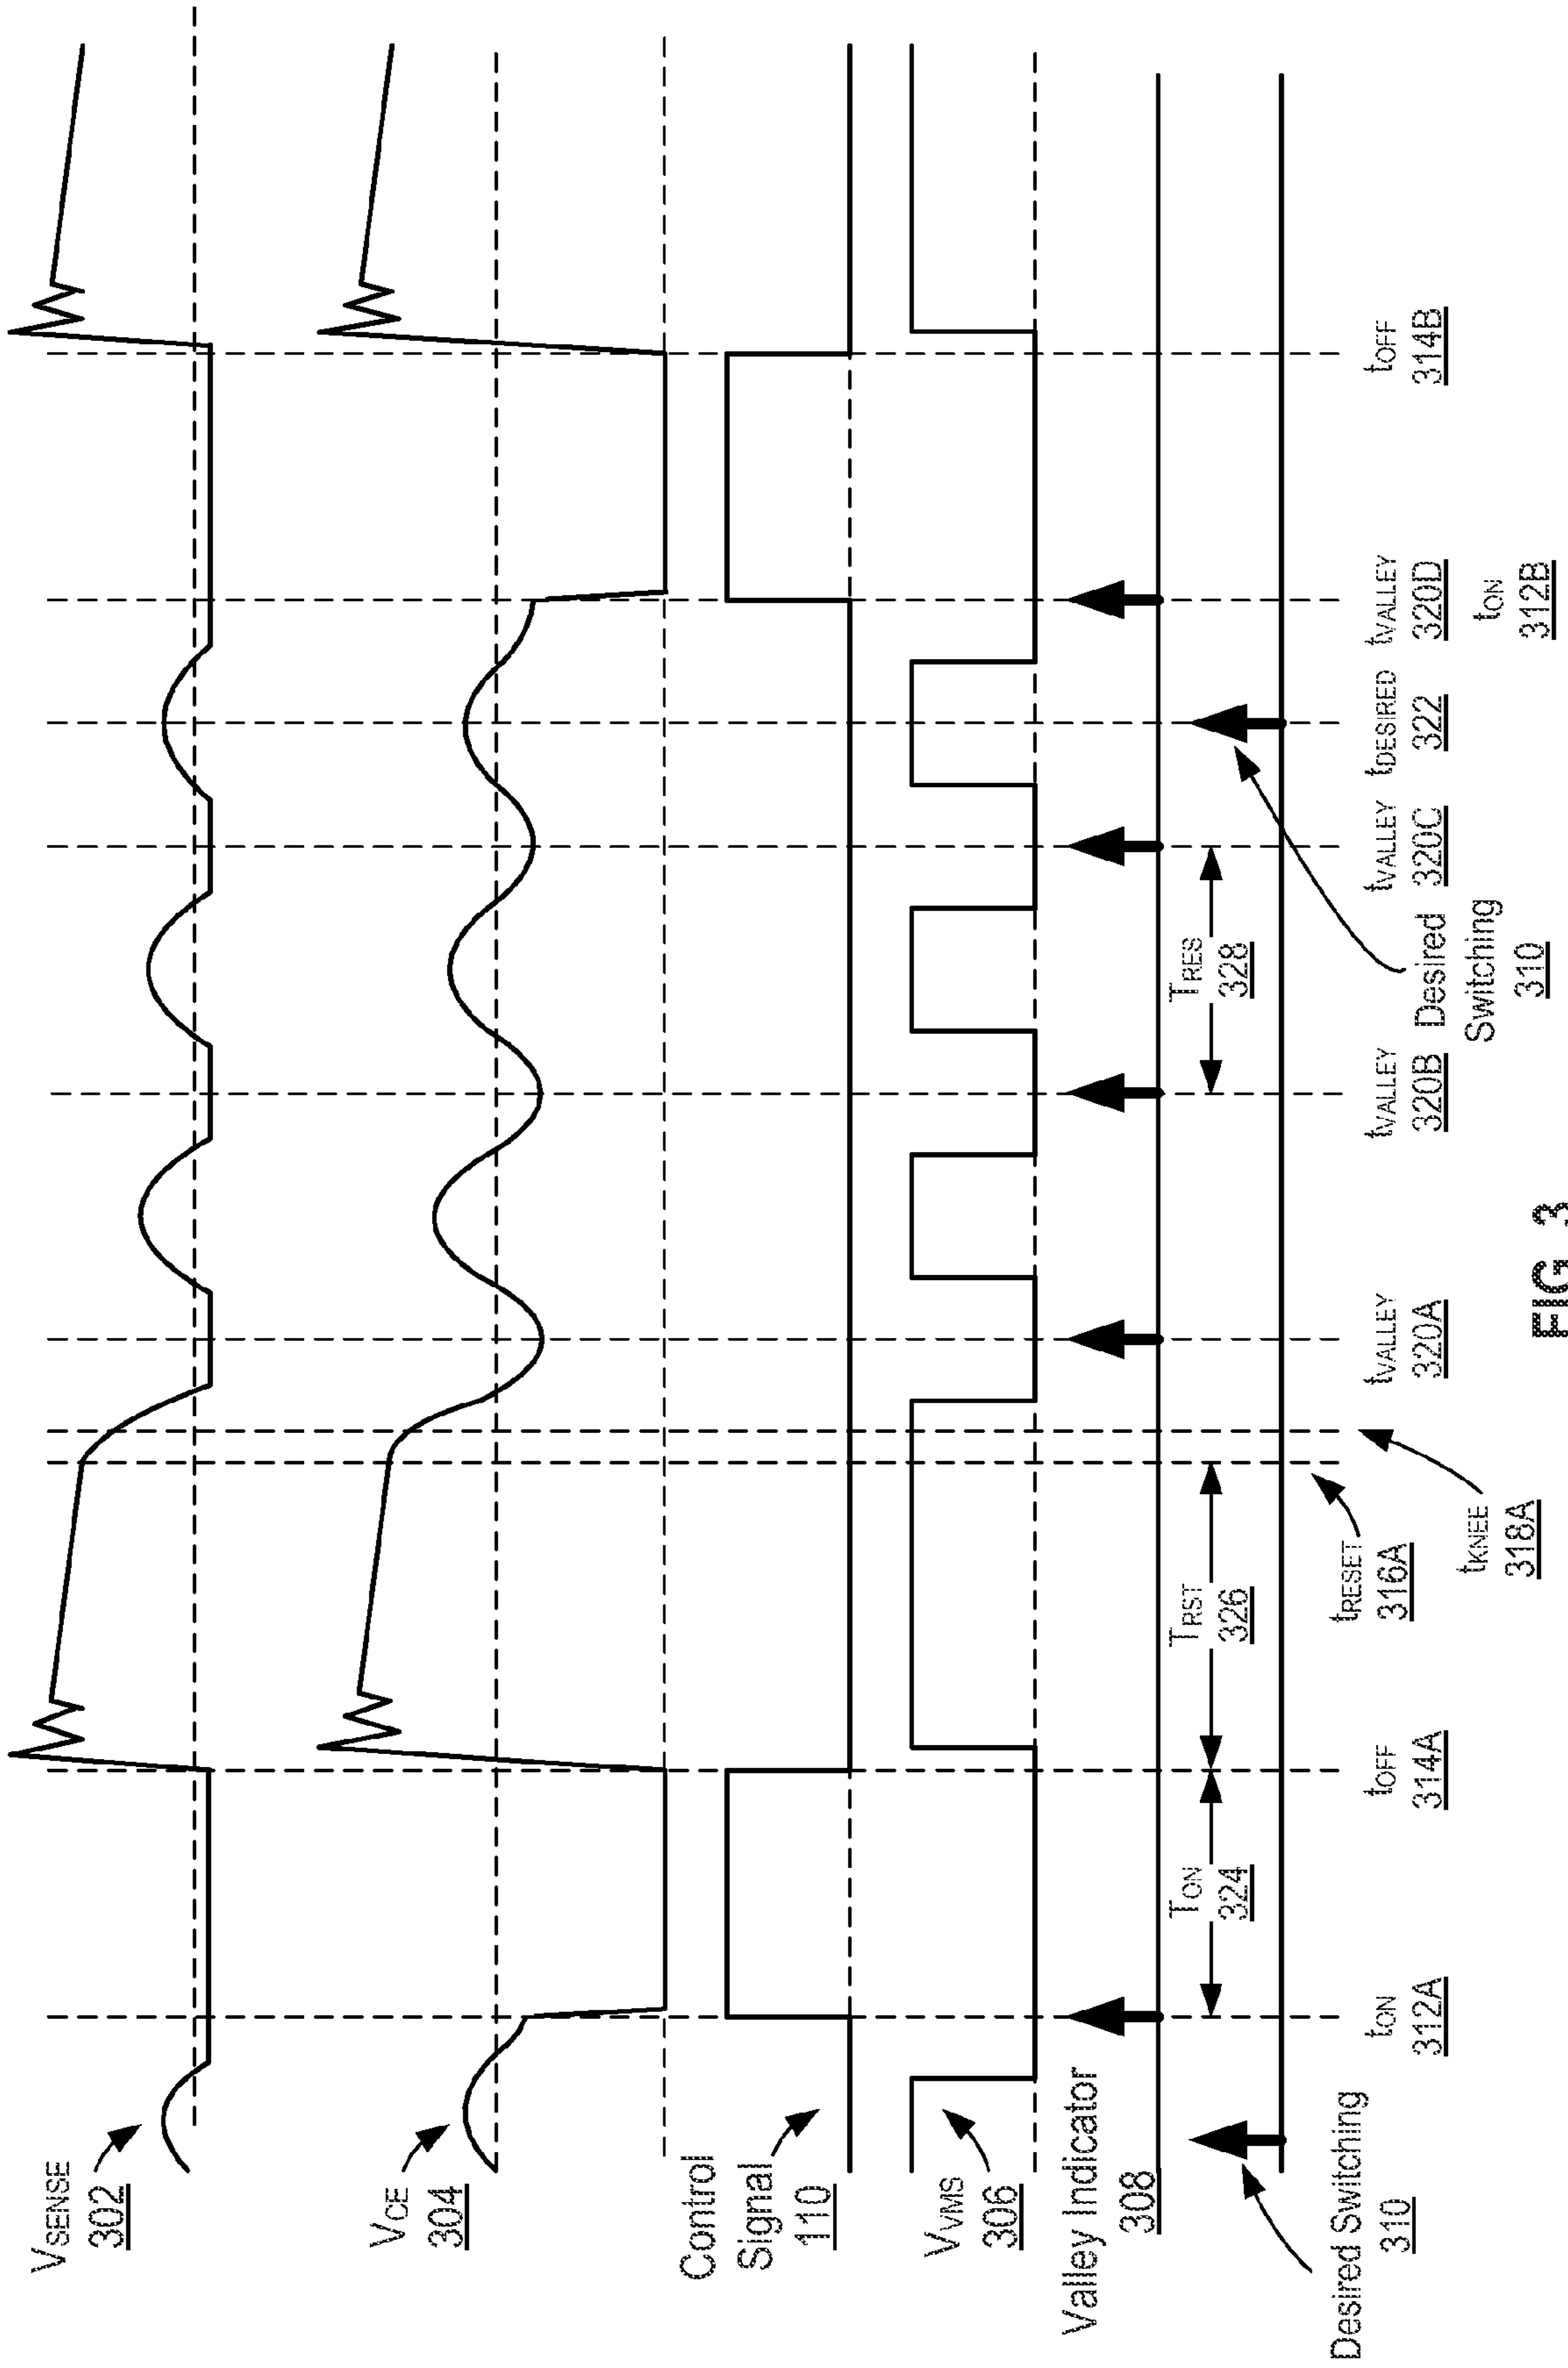 VSENSE
302
VCE
304
Control
Signal
110
VVMS
306
Valley Indicator
308
Desired Switching
310
TON
324
TRST
326
TRES
328
tON
312A
tOFF
314A
tRESET
316A
tKNEE
318A
tVALLEY
320A
tVALLEY
320B
Desired
Switching
310
tVALLEY
320C
tDESIRED
322
tVALLEY
320D
tON
312B
tOFF
314B
FIG. 3